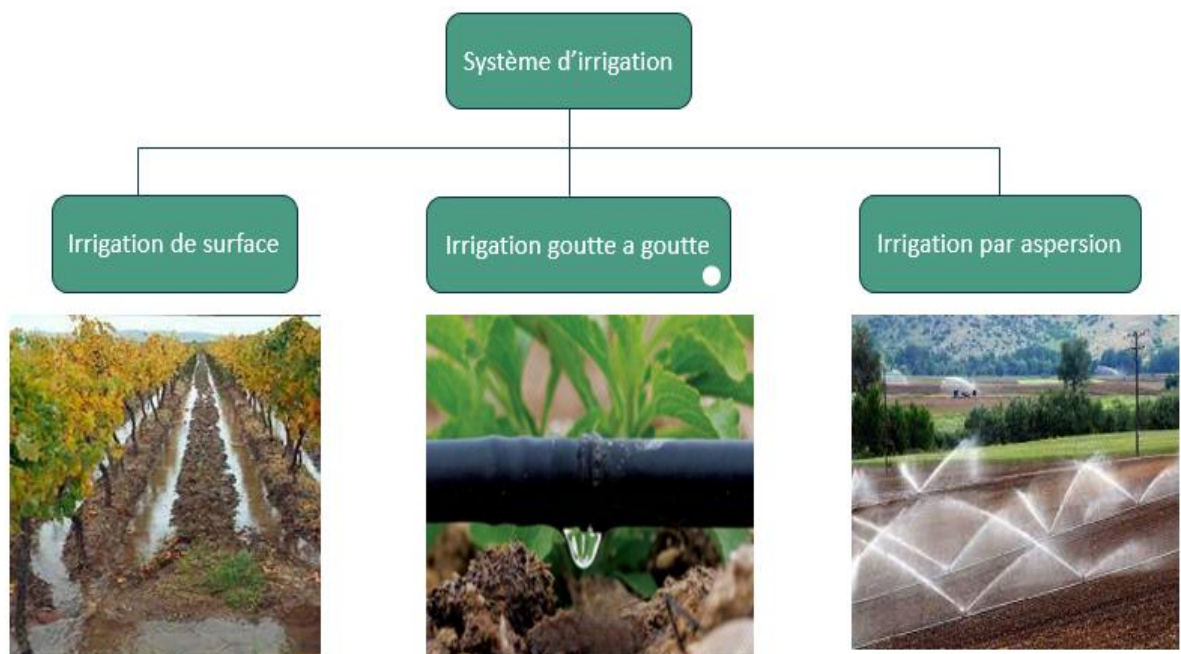 Système d'irrigation
Irrigation de surface
Irrigation goutte a goutte
Irrigation par aspersion